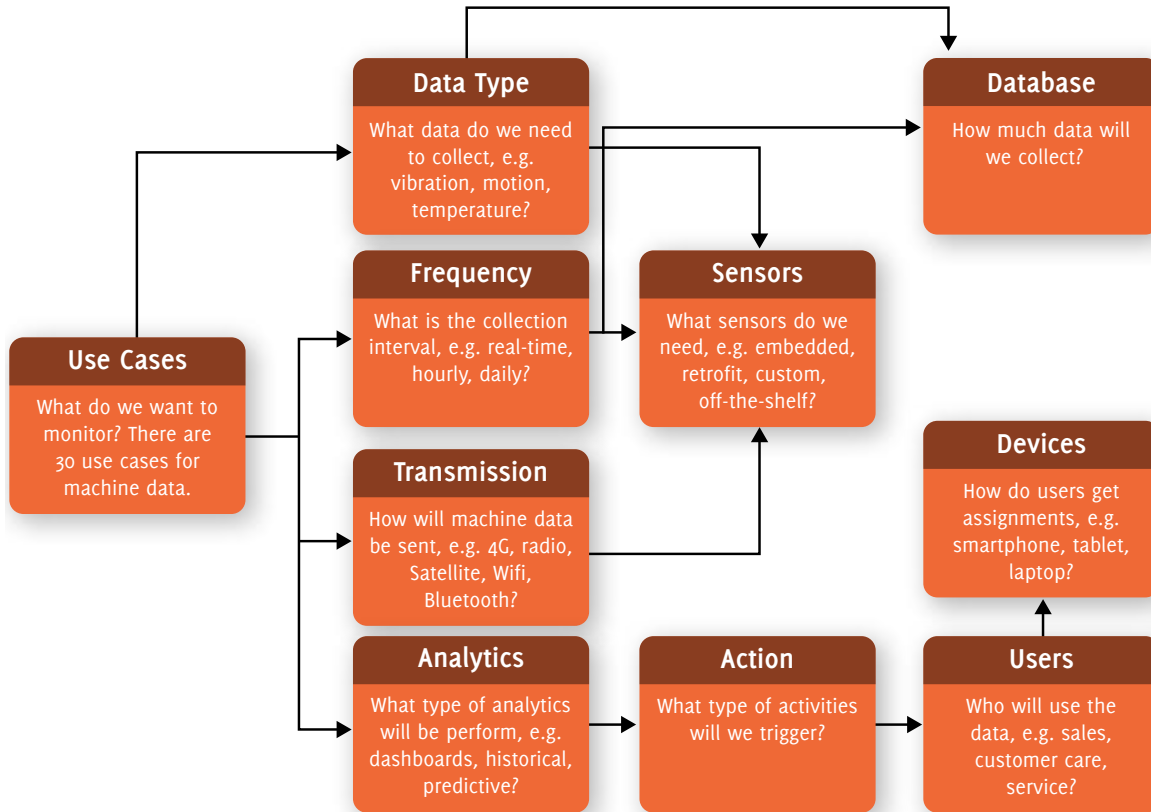 Data Type
What data do we need
to collect, e.g.
vibration, motion,
temperature?
Database
How much data will
we collect?
Frequency
What is the collection
interval, e.g. real-time,
hourly, daily?
Sensors
What sensors do we
need, e.g. embedded,
retrofit, custom,
off-the-shelf?
Use Cases
What do we want to
monitor? There are
30 use cases for
machine data.
Transmission
How will machine data
be sent, e.g. 4G, radio,
Satellite, Wifi,
Bluetooth?
Devices
How do users get
assignments, e.g.
smartphone, tablet,
laptop?
Analytics
What type of analytics
will be perform, e.g.
dashboards, historical,
predictive?
Action
What type of activities
will we trigger?
Users
Who will use the
data, e.g. sales,
customer care,
service?